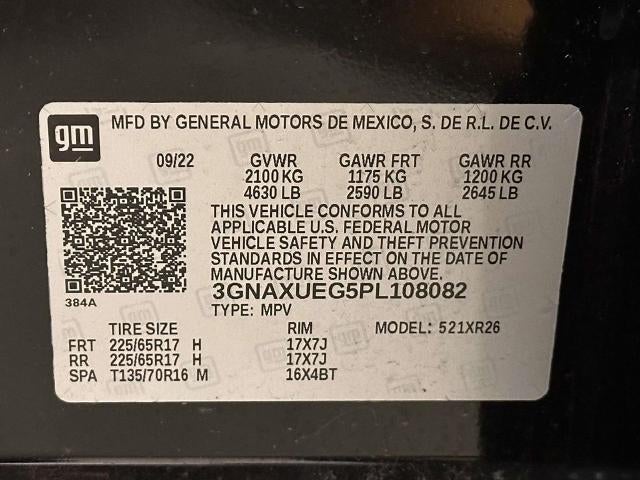 gm MFD BY GENERAL MOTORS DE MEXICO, S. DE R.L. DE C.V.
09/22 GVWR GAWR FRT GAWR RR
2100 KG 1175 KG 1200 KG
4630 LB 2590 LB 2645 LB
THIS VEHICLE CONFORMS TO ALL
APPLICABLE U.S. FEDERAL MOTOR
VEHICLE SAFETY AND THEFT PREVENTION
STANDARDS IN EFFECT ON THE DATE OF
MANUFACTURE SHOWN ABOVE.
384A 3GNAXUEG5PL108082
TYPE: MPV
TIRE SIZE RIM MODEL: 521XR26
FRT 225/65R17 H 17X7J
RR 225/65R17 H 17X7J
SPA T135/70R16 M 16X4BT